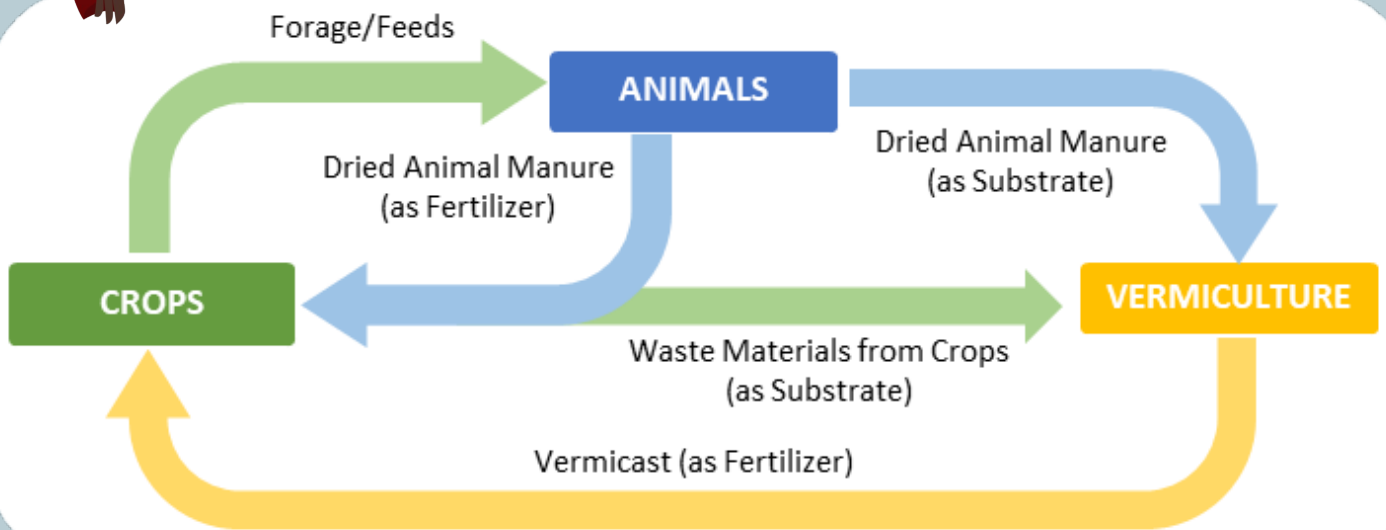 Forage/Feeds
ANIMALS
Dried Animal Manure
(as Fertilizer)
Dried Animal Manure
(as Substrate)
CROPS
VERMICULTURE
Waste Materials from Crops
(as Substrate)
Vermicast (as Fertilizer)